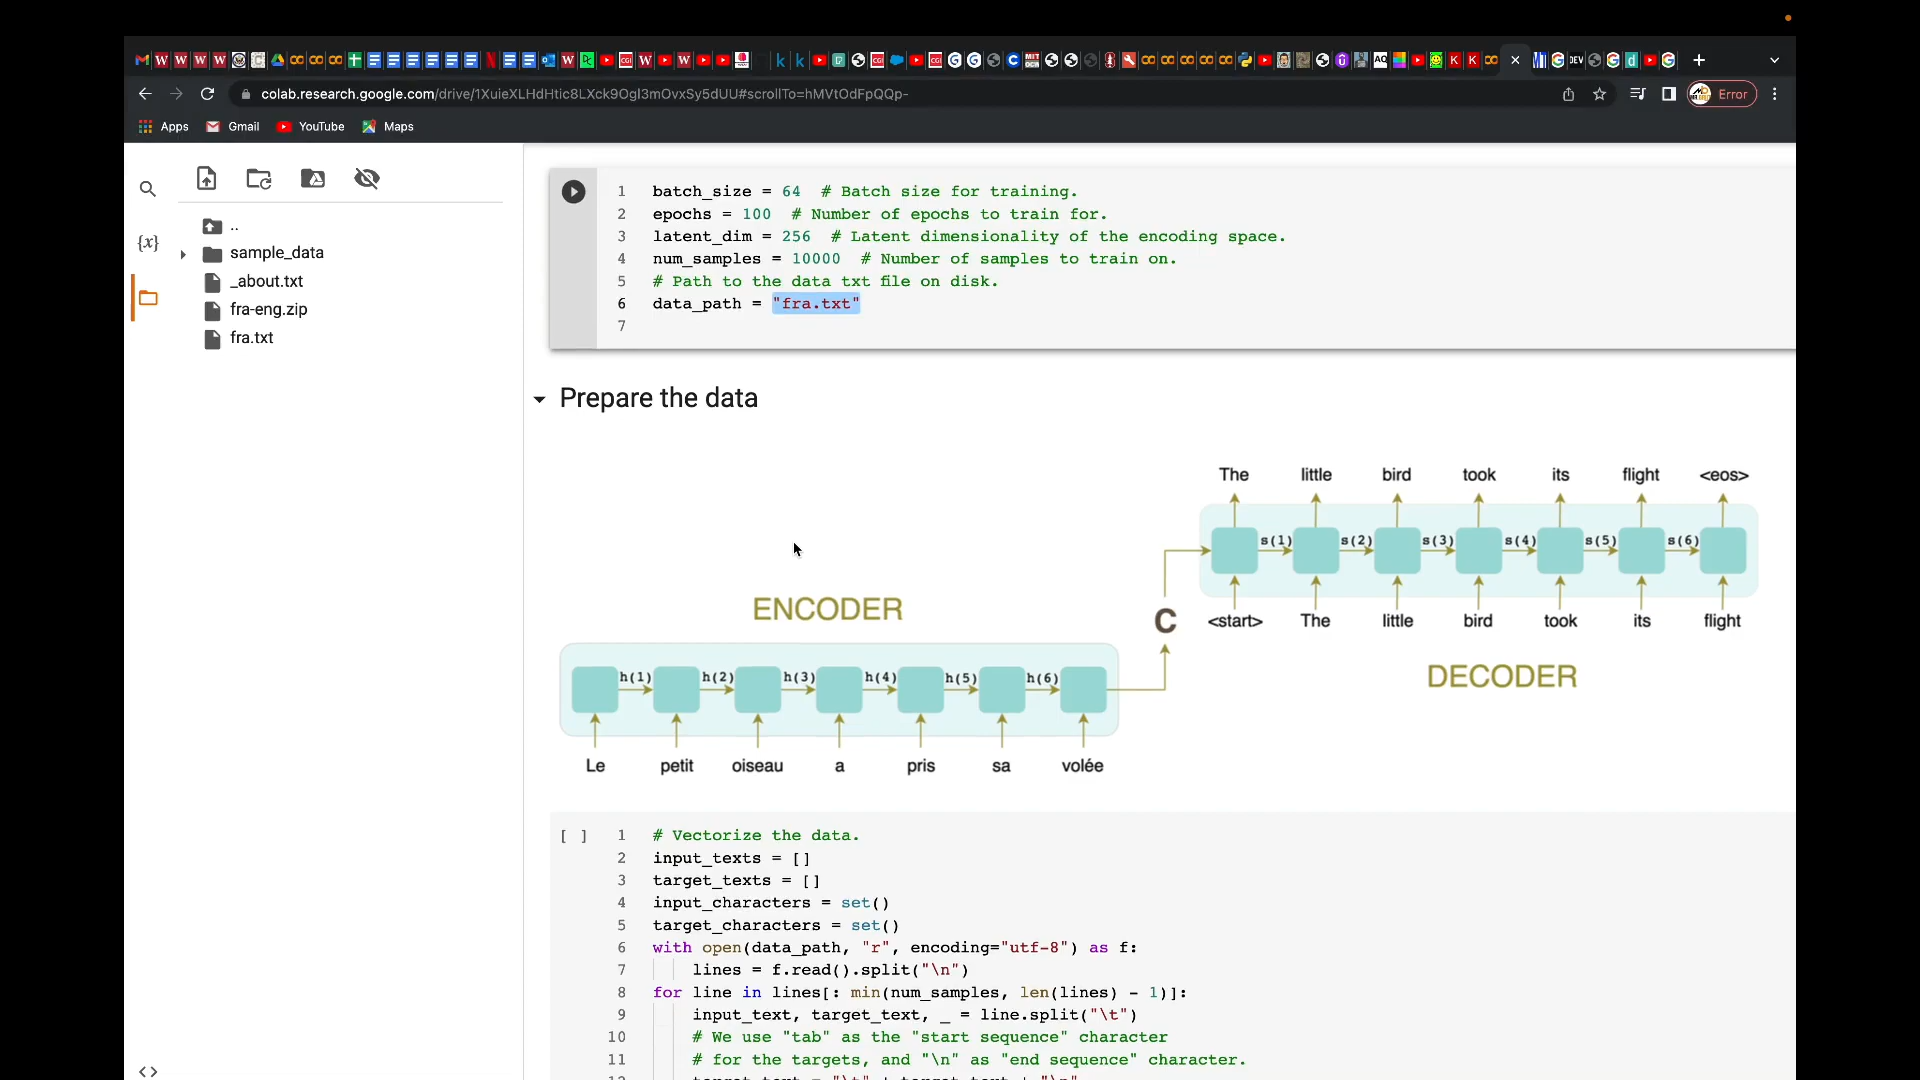 colab.research.google.com/drive/1XuieXLHdHtic8LXck9OgI3mOvxSy5dUU#scrollTo=hMVtOdFpQQp-
Error
Apps
Gmail
YouTube
Maps
..
sample_data
_about.txt
fra-eng.zip
fra.txt
{x}
<>
1 batch_size = 64 # Batch size for training.
2 epochs = 100 # Number of epochs to train for.
3 latent_dim = 256 # Latent dimensionality of the encoding space.
4 num_samples = 10000 # Number of samples to train on.
5 # Path to the data txt file on disk.
6 data_path = "fra.txt"
7
Prepare the data
The little bird took its flight <eos>
s(1) s(2) s(3) s(4) s(5) s(6)
<start> The little bird took its flight
DECODER
C
ENCODER
h(1) h(2) h(3) h(4) h(5) h(6)
Le petit oiseau a pris sa volée
[ ] 1 # Vectorize the data.
2 input_texts = []
3 target_texts = []
4 input_characters = set()
5 target_characters = set()
6 with open(data_path, "r", encoding="utf-8") as f:
7 lines = f.read().split("\n")
8 for line in lines[: min(num_samples, len(lines) - 1)]:
9 input_text, target_text, _ = line.split("\t")
10 # We use "tab" as the "start sequence" character
11 # for the targets, and "\n" as "end sequence" character.